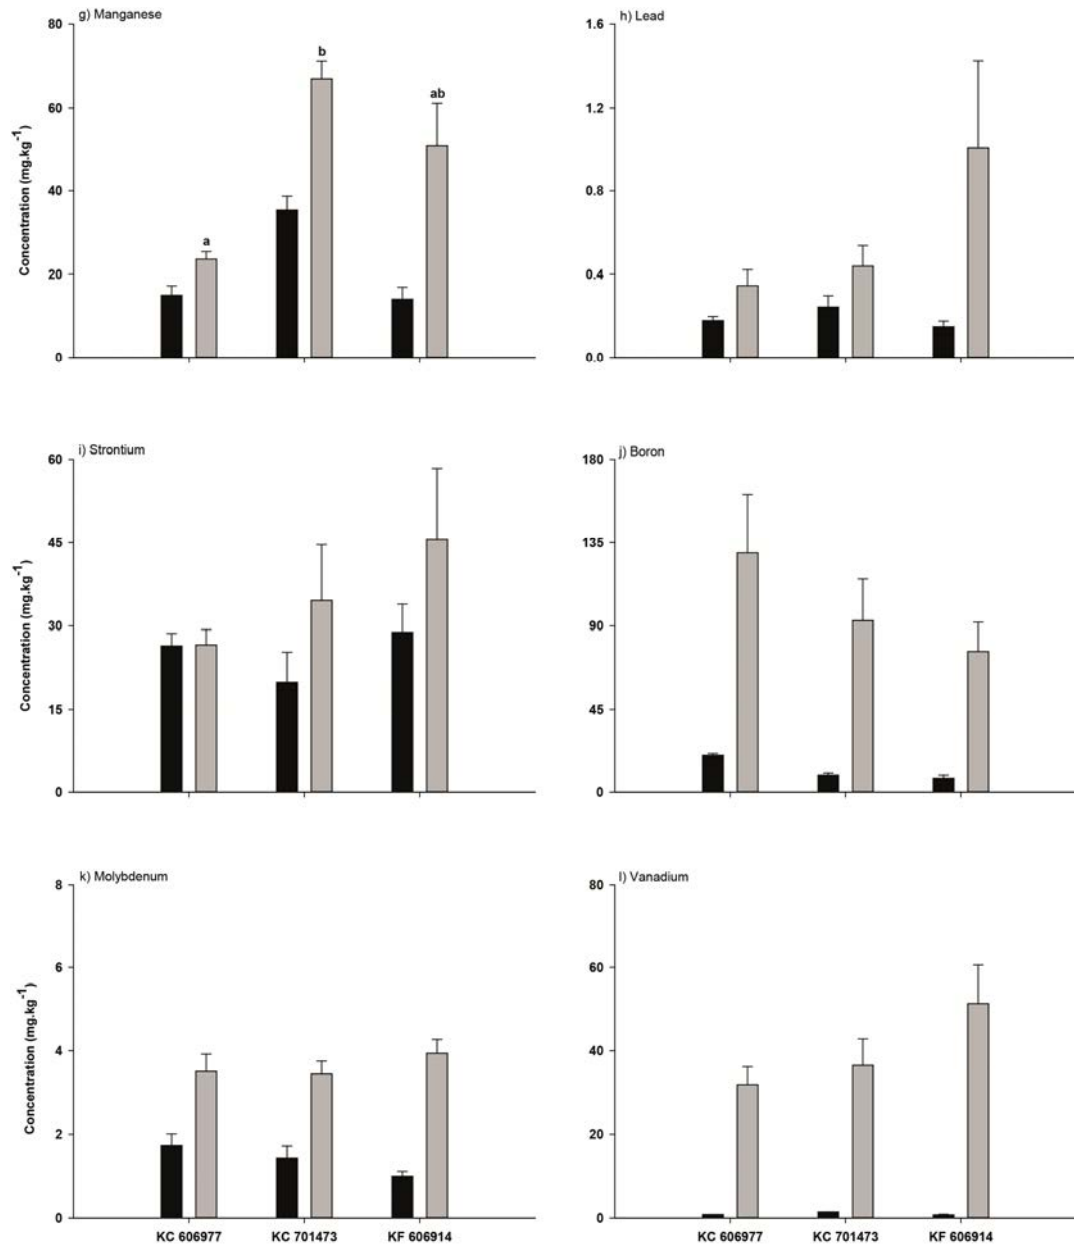 g) Manganese
h) Lead
80
60
40
20
0
Concentration (mg.kg-1)
a
b
ab
1.6
1.2
0.8
0.4
0.0
i) Strontium
j) Boron
60
45
30
15
0
Concentration (mg.kg-1)
180
135
90
45
0
k) Molybdenum
l) Vanadium
8
6
4
2
0
Concentration (mg.kg-1)
80
60
40
20
0
KC 606977 KC 701473 KF 606914
KC 606977 KC 701473 KF 606914